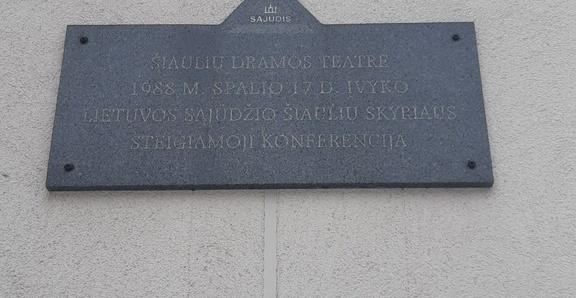 SĄJŪDIS
ŠIAULIŲ DRAMOS TEATRE
1988 M. SPALIO 17 D. ĮVYKO
LIETUVOS SĄJŪDŽIO ŠIAULIŲ SKYRIAUS
STEIGIAMOJI KONFERENCIJA